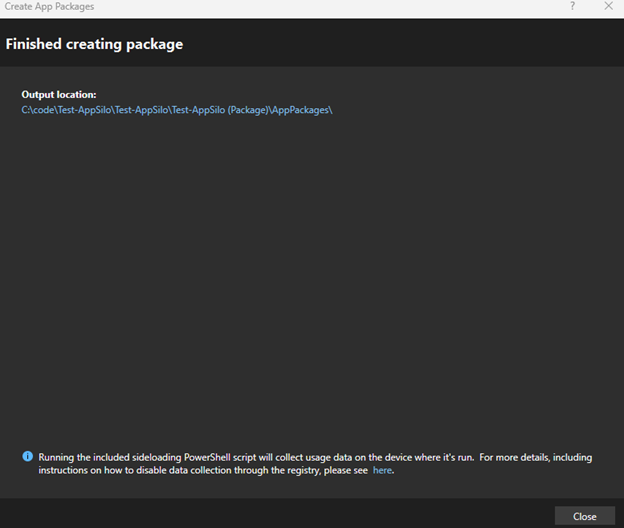 Create App Packages
?
Finished creating package
Output location:
C:\code\Test-AppSilo\Test-AppSilo\Test-AppSilo (Package)\AppPackages\
Running the included sideloading PowerShell script will collect usage data on the device where it's run. For more details, including
instructions on how to disable data collection through the registry, please see here.
Close